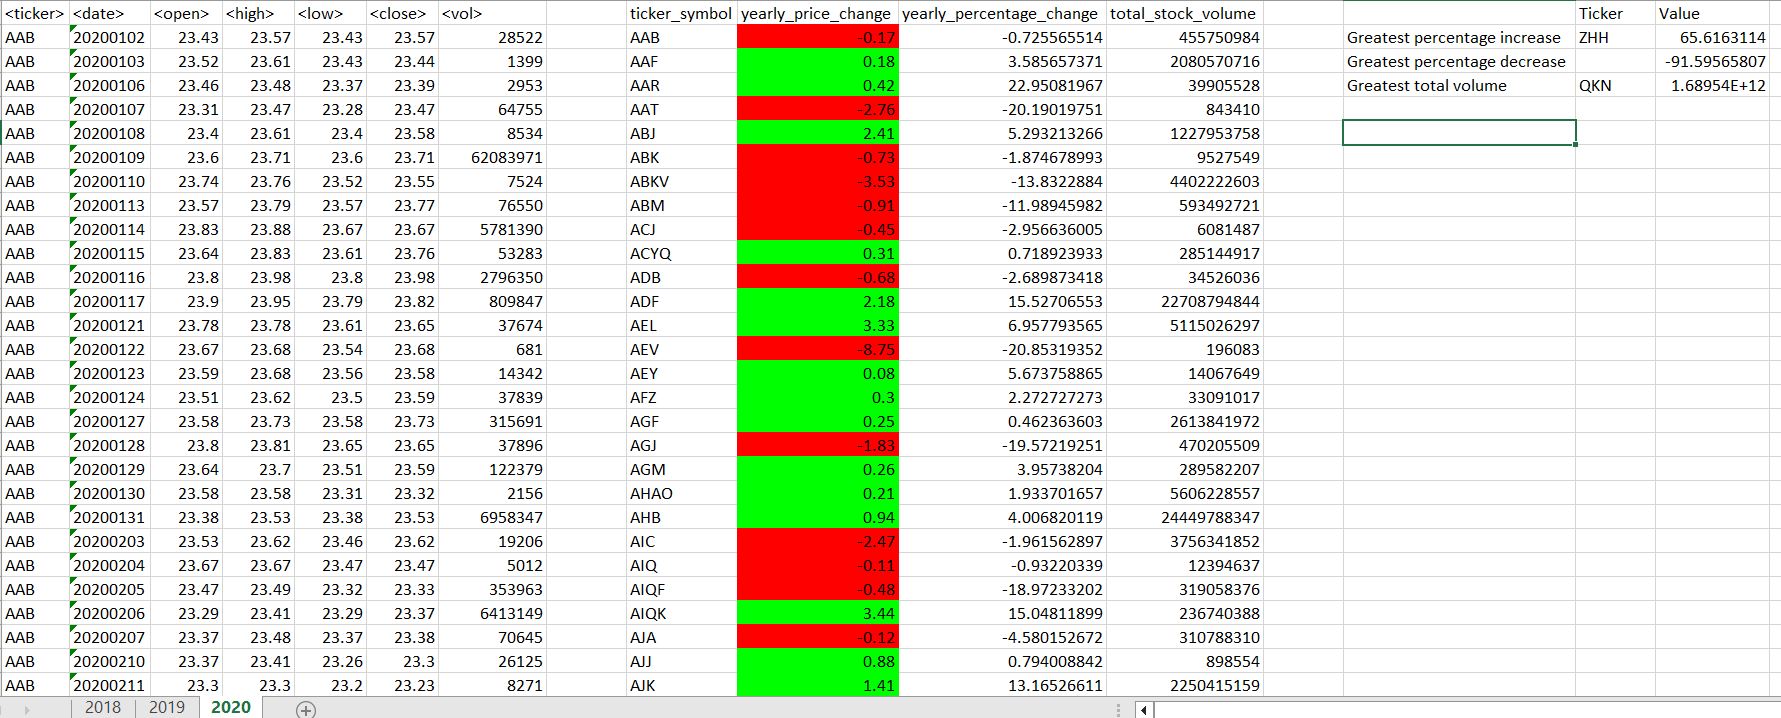 <ticker> <date> <open> <high> <low> <close> <vol> ticker_symbol yearly_price_change yearly_percentage_change total_stock_volume Ticker Value
AAB 20200102 23.43 23.57 23.43 23.57 28522 AAB -0.17 -0.725565514 455750984 Greatest percentage increase ZHH 65.6163114
AAB 20200103 23.52 23.61 23.43 23.44 1399 AAF 0.18 3.585657371 2080570716 Greatest percentage decrease -91.59565807
AAB 20200106 23.46 23.48 23.37 23.39 2953 AAR 0.42 22.95081967 39905528 Greatest total volume QKN 1.68954E+12
AAB 20200107 23.31 23.47 23.28 23.47 64755 AAT -2.76 -20.19019751 843410
AAB 20200108 23.4 23.61 23.4 23.58 8534 ABJ 2.41 5.293213266 1227953758
AAB 20200109 23.6 23.71 23.6 23.71 62083971 ABK -0.73 -1.874678993 9527549
AAB 20200110 23.74 23.76 23.52 23.55 7524 ABKV -3.53 -13.8322884 4402222603
AAB 20200113 23.57 23.79 23.57 23.77 76550 ABM -0.91 -11.98945982 593492721
AAB 20200114 23.83 23.88 23.67 23.67 5781390 ACJ -0.45 -2.956636005 6081487
AAB 20200115 23.64 23.83 23.61 23.76 53283 ACYQ 0.31 0.718923933 285144917
AAB 20200116 23.8 23.98 23.8 23.98 2796350 ADB -0.68 -2.689873418 34526036
AAB 20200117 23.9 23.95 23.79 23.82 809847 ADF 2.18 15.52706553 22708794844
AAB 20200121 23.78 23.78 23.61 23.65 37674 AEL 3.33 6.957793565 5115026297
AAB 20200122 23.67 23.68 23.54 23.68 681 AEV -8.75 -20.85319352 196083
AAB 20200123 23.59 23.68 23.56 23.58 14342 AEY 0.08 5.673758865 14067649
AAB 20200124 23.51 23.62 23.5 23.59 37839 AFZ 0.3 2.272727273 33091017
AAB 20200127 23.58 23.73 23.58 23.73 315691 AGF 0.25 0.462363603 2613841972
AAB 20200128 23.8 23.81 23.65 23.65 37896 AGJ -1.83 -19.57219251 470205509
AAB 20200129 23.64 23.7 23.51 23.59 122379 AGM 0.26 3.95738204 289582207
AAB 20200130 23.58 23.58 23.31 23.32 2156 AHAO 0.21 1.933701657 5606228557
AAB 20200131 23.38 23.53 23.38 23.53 6958347 AHB 0.94 4.006820119 24449788347
AAB 20200203 23.53 23.62 23.46 23.62 19206 AIC -2.47 -1.961562897 3756341852
AAB 20200204 23.67 23.67 23.47 23.47 5012 AIQ -0.11 -0.93220339 12394637
AAB 20200205 23.47 23.49 23.32 23.33 353963 AIQF -0.48 -18.97233202 319058376
AAB 20200206 23.29 23.41 23.29 23.37 6413149 AIQK 3.44 15.04811899 236740388
AAB 20200207 23.37 23.48 23.37 23.38 70645 AJA -0.12 -4.580152672 310788310
AAB 20200210 23.37 23.41 23.26 23.3 26125 AJJ 0.88 0.794008842 898554
AAB 20200211 23.3 23.3 23.2 23.23 8271 AJK 1.41 13.16526611 2250415159
2018 2019 2020